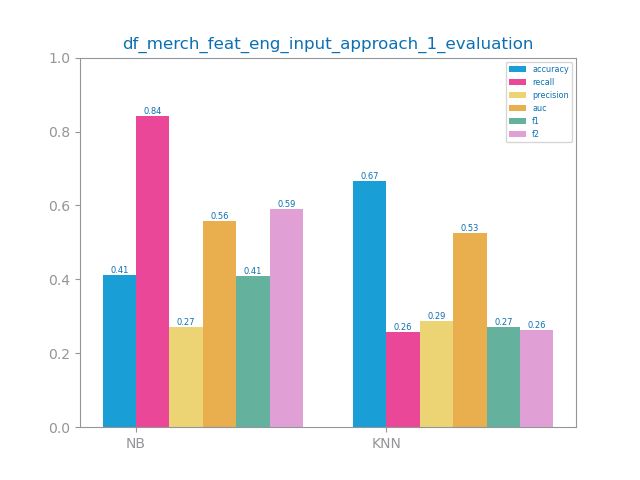 df_merch_feat_eng_input_approach_1_evaluation
1.0
0.8
0.6
0.4
0.2
0.0
accuracy
recall
precision
auc
f1
f2
0.41
0.84
0.27
0.56
0.41
0.59
0.67
0.26
0.29
0.53
0.27
0.26
NB
KNN